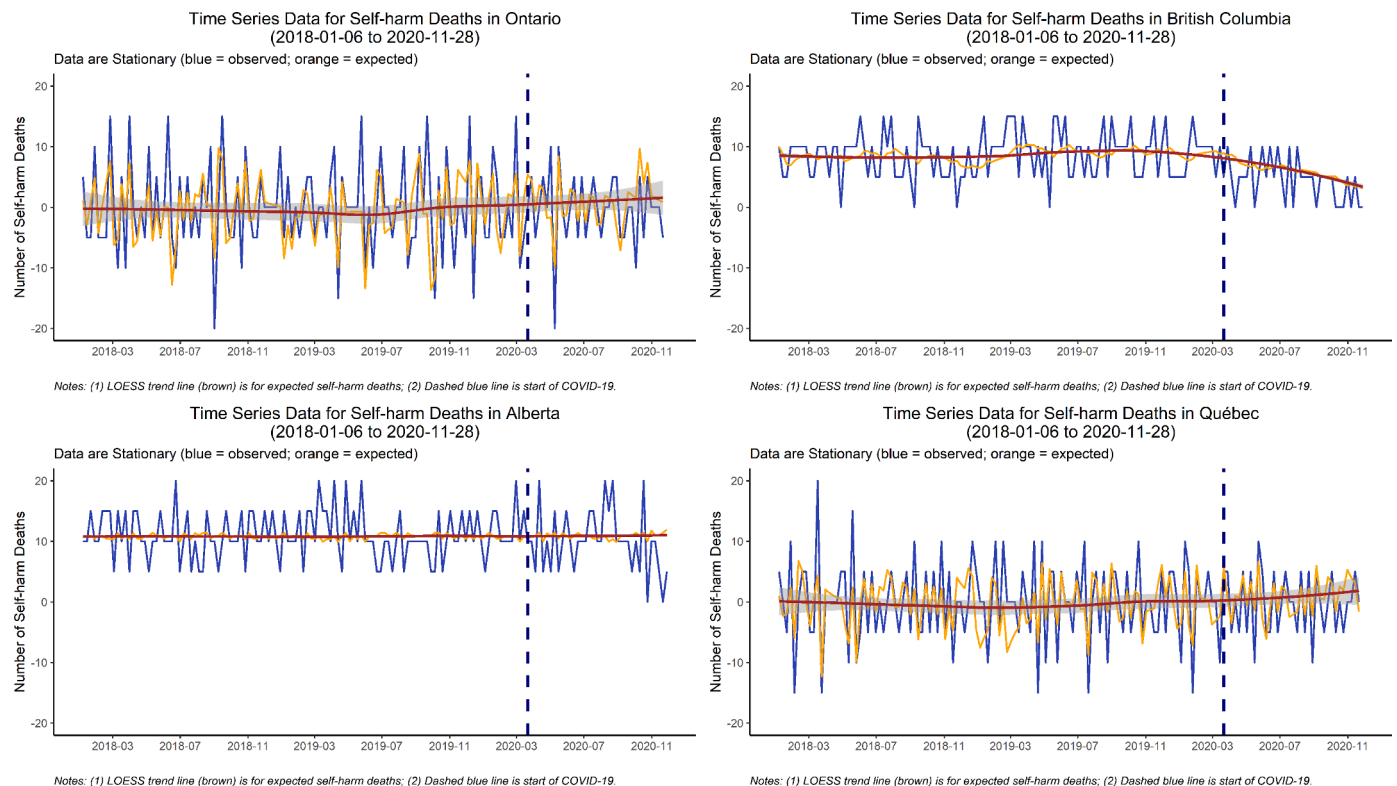 Time Series Data for Self-harm Deaths in Ontario
(2018-01-06 to 2020-11-28)
Data are Stationary (blue = observed; orange = expected)
Number of Self-harm Deaths
20
10
0
-10
-20
2018-03 2018-07 2018-11 2019-03 2019-07 2019-11 2020-03 2020-07 2020-11
Notes: (1) LOESS trend line (brown) is for expected self-harm deaths; (2) Dashed blue line is start of COVID-19.
Time Series Data for Self-harm Deaths in British Columbia
(2018-01-06 to 2020-11-28)
Data are Stationary (blue = observed; orange = expected)
Number of Self-harm Deaths
20
10
0
-10
-20
2018-03 2018-07 2018-11 2019-03 2019-07 2019-11 2020-03 2020-07 2020-11
Notes: (1) LOESS trend line (brown) is for expected self-harm deaths; (2) Dashed blue line is start of COVID-19.
Time Series Data for Self-harm Deaths in Alberta
(2018-01-06 to 2020-11-28)
Data are Stationary (blue = observed; orange = expected)
Number of Self-harm Deaths
20
10
0
-10
-20
2018-03 2018-07 2018-11 2019-03 2019-07 2019-11 2020-03 2020-07 2020-11
Notes: (1) LOESS trend line (brown) is for expected self-harm deaths; (2) Dashed blue line is start of COVID-19.
Time Series Data for Self-harm Deaths in Québec
(2018-01-06 to 2020-11-28)
Data are Stationary (blue = observed; orange = expected)
Number of Self-harm Deaths
20
10
0
-10
-20
2018-03 2018-07 2018-11 2019-03 2019-07 2019-11 2020-03 2020-07 2020-11
Notes: (1) LOESS trend line (brown) is for expected self-harm deaths; (2) Dashed blue line is start of COVID-19.